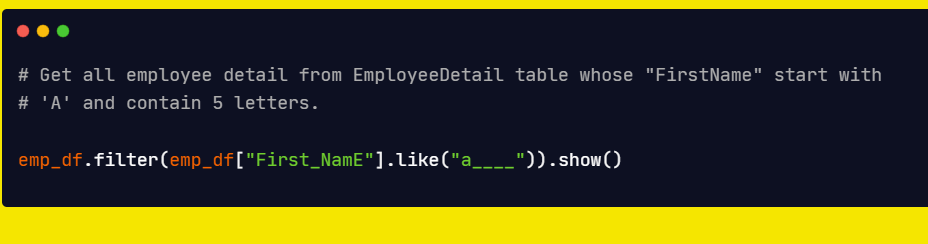 # Get all employee detail from EmployeeDetail table whose "FirstName" start with
# 'A' and contain 5 letters.
emp_df.filter(emp_df["First_NamE"].like("a____")).show()